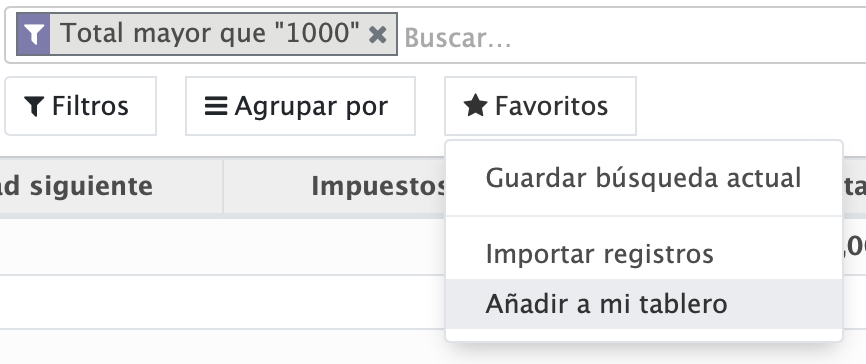 Total mayor que "1000" ✖ Buscar...
Filtros Agrupar por Favoritos
ad siguiente Impuestos
Guardar búsqueda actual
Importar registros
Añadir a mi tablero